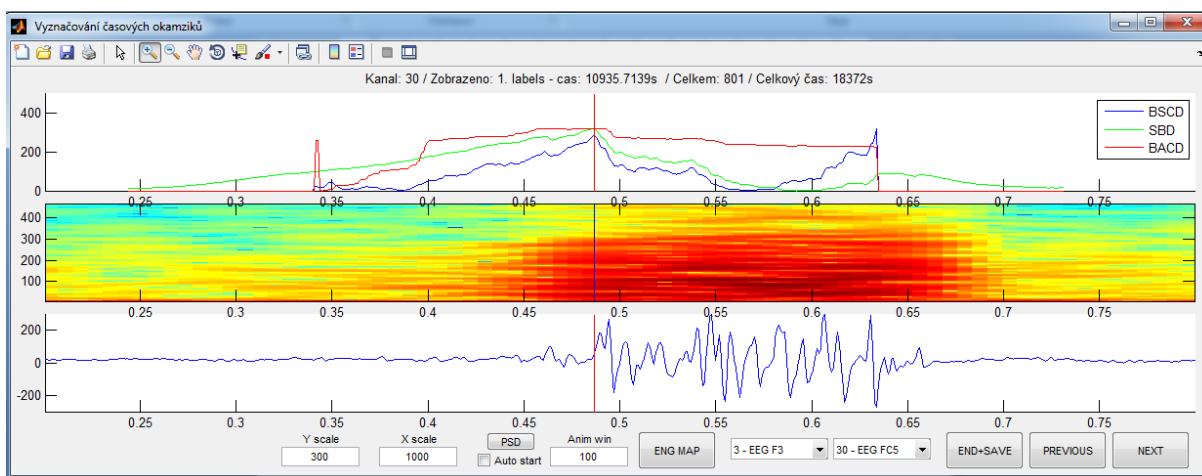 Vyznačování časových okamziků
Kanal: 30 / Zobrazeno: 1. labels - cas: 10935.7139s / Celkem: 801 / Celkový čas: 18372s
400
200
0
BSCD
SBD
BACD
0.25 0.3 0.35 0.4 0.45 0.5 0.55 0.6 0.65 0.7 0.75
400
300
200
100
0.25 0.3 0.35 0.4 0.45 0.5 0.55 0.6 0.65 0.7 0.75
200
0
-200
0.25 0.3 0.35 0.4 0.45 0.5 0.55 0.6 0.65 0.7 0.75
Y scale X scale PSD Anim win
300 1000 Auto start 100
ENG MAP 3 - EEG F3 30 - EEG FC5 END+SAVE PREVIOUS NEXT